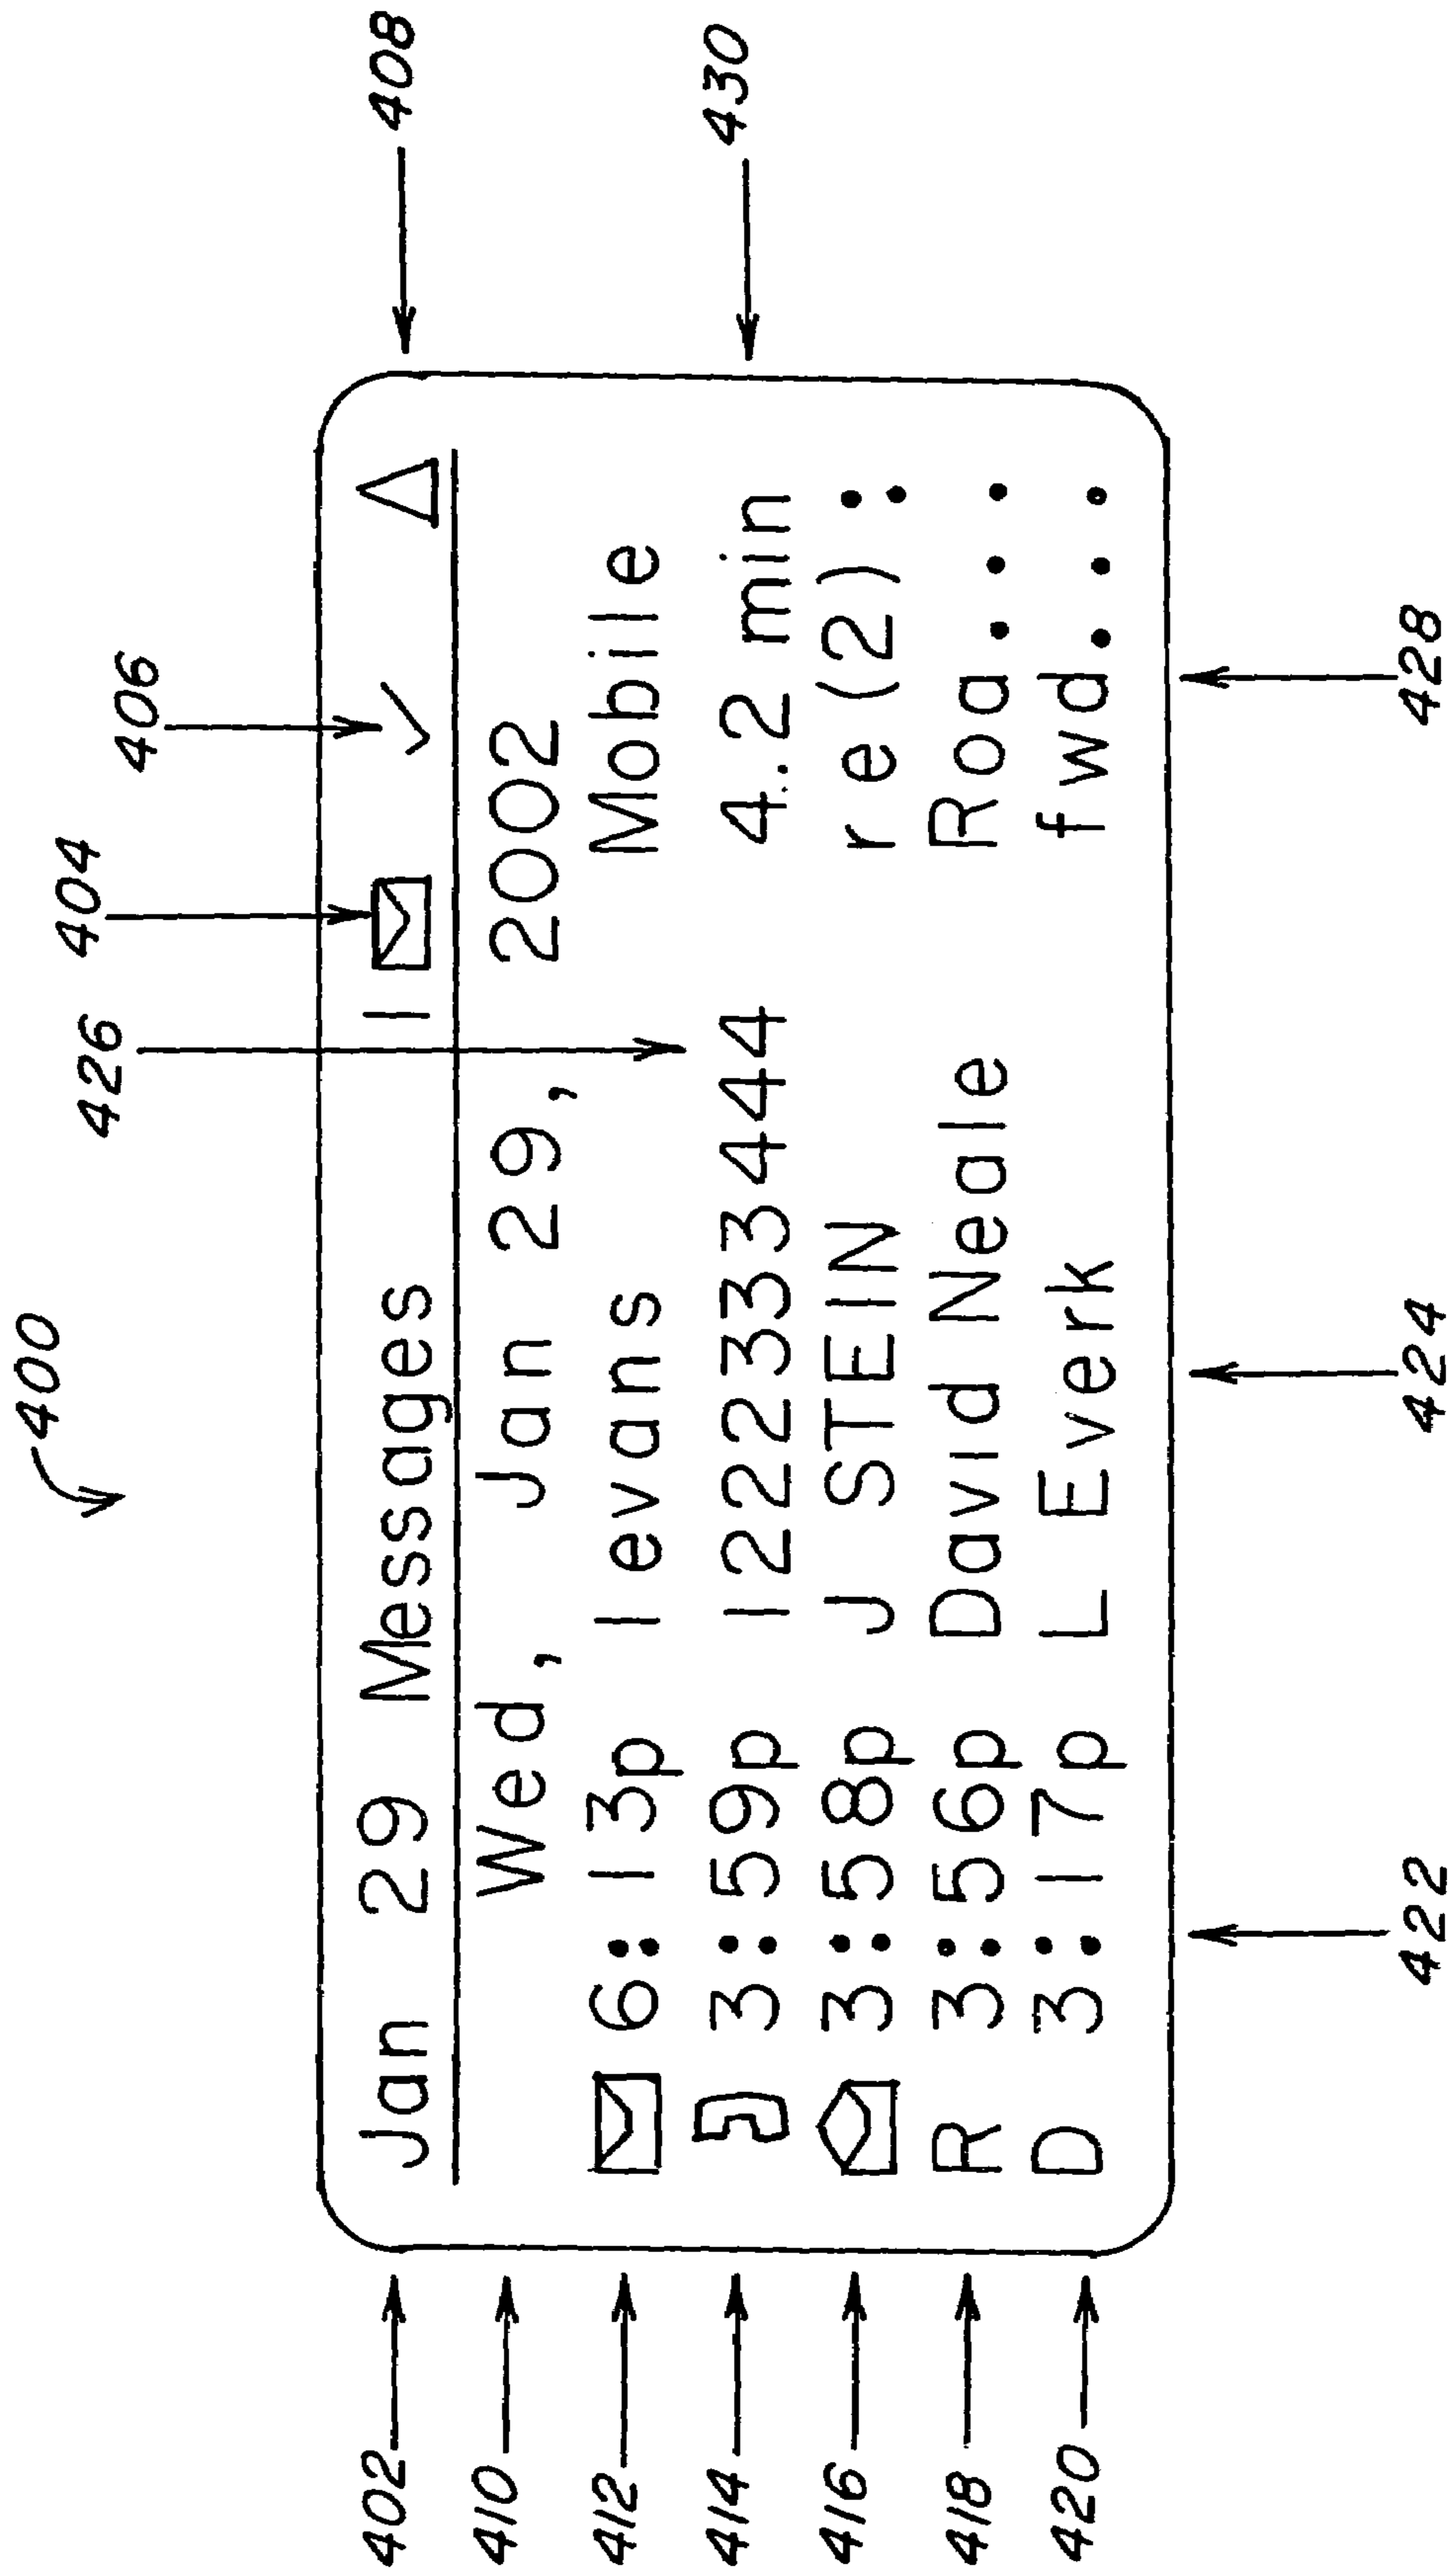 400
426 404 406
402 Jan 29 Messages 1 408
410 Wed, Jan 29, 2002
412 6:13p levans Mobile
414 3:59p 122233444 4..2 min 430
416 3:58p J STEIN re(2):
418 R 3:56p David Neale Roa...
420 D 3:17p L Everk fwd...
422 424 428